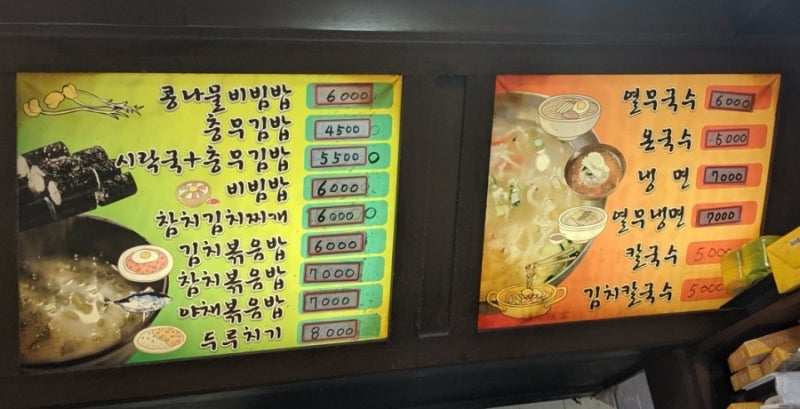 콩나물비빔밥 6000
충무김밥 4500
시락국+충무김밥 5500
비빔밥 6000
참치김치찌개 6000
김치볶음밥 6000
참치볶음밥 7000
야채볶음밥 7000
두루치기 8000
열무국수 6000
온국수 5000
냉면 7000
열무냉면 7000
칼국수 5000
김치칼국수 5000